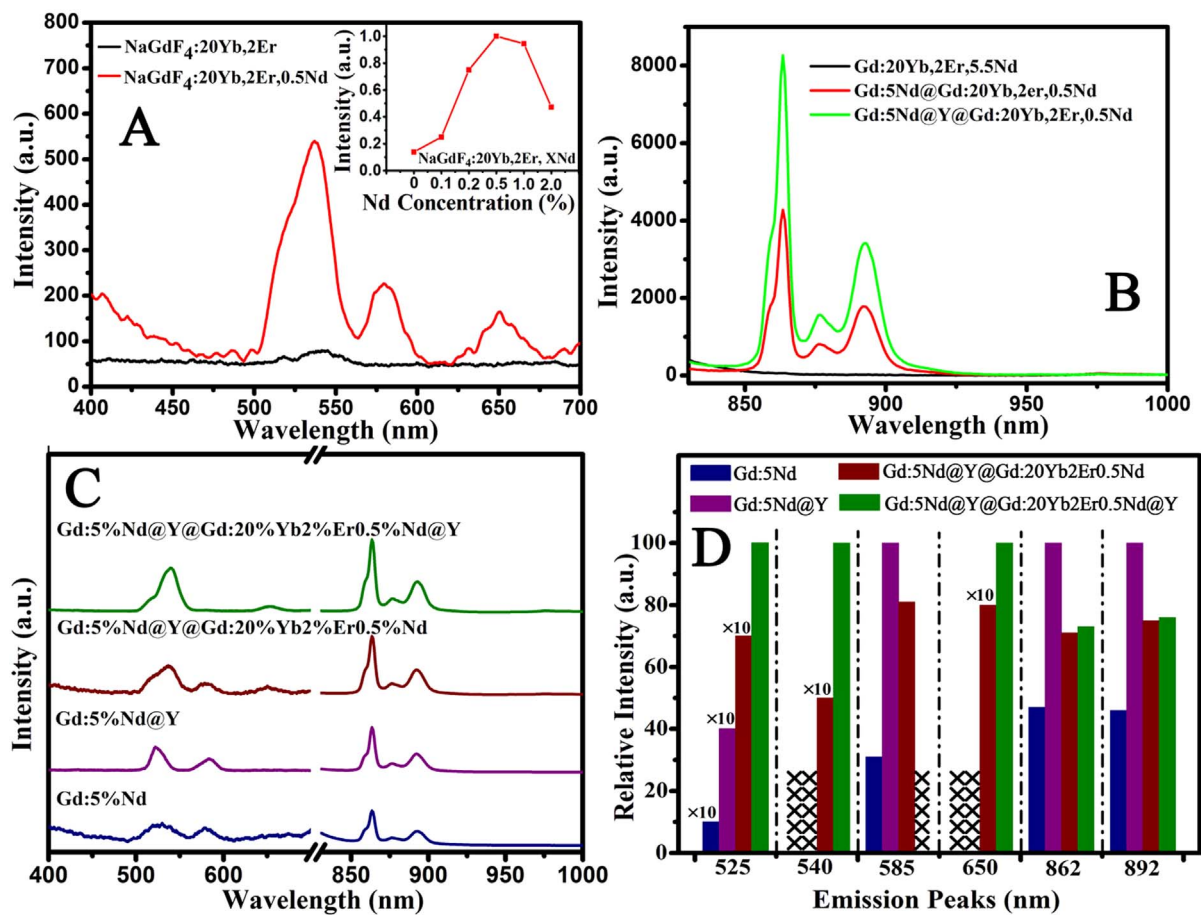 A
NaGdF4:20Yb,2Er
NaGdF4:20Yb,2Er,0.5Nd
Intensity (a.u.)
800
700
600
500
400
300
200
100
0
400 450 500 550 600 650 700
Wavelength (nm)
Intensity (a.u.)
1.0
0.8
0.6
0.4
0.2
0.0
NaGdF4:20Yb,2Er, XNd
0 0.1 0.2 0.5 1.0 2.0
Nd Concentration (%)
B
Gd:20Yb,2Er,5.5Nd
Gd:5Nd@Gd:20Yb,2er,0.5Nd
Gd:5Nd@Y@Gd:20Yb,2Er,0.5Nd
Intensity (a.u.)
8000
6000
4000
2000
0
850 900 950 1000
Wavelength (nm)
C
Gd:5%Nd@Y@Gd:20%Yb2%Er0.5%Nd@Y
Gd:5%Nd@Y@Gd:20%Yb2%Er0.5%Nd
Gd:5%Nd@Y
Gd:5%Nd
Intensity (a.u.)
400 500 600 850 900 1000
Wavelength (nm)
D
Gd:5Nd
Gd:5Nd@Y@Gd:20Yb2Er0.5Nd
Gd:5Nd@Y
Gd:5Nd@Y@Gd:20Yb2Er0.5Nd@Y
Relative Intensity (a.u.)
100
80
60
40
20
0
×10
×10
×10
×10
×10
525 540 585 650 862 892
Emission Peaks (nm)